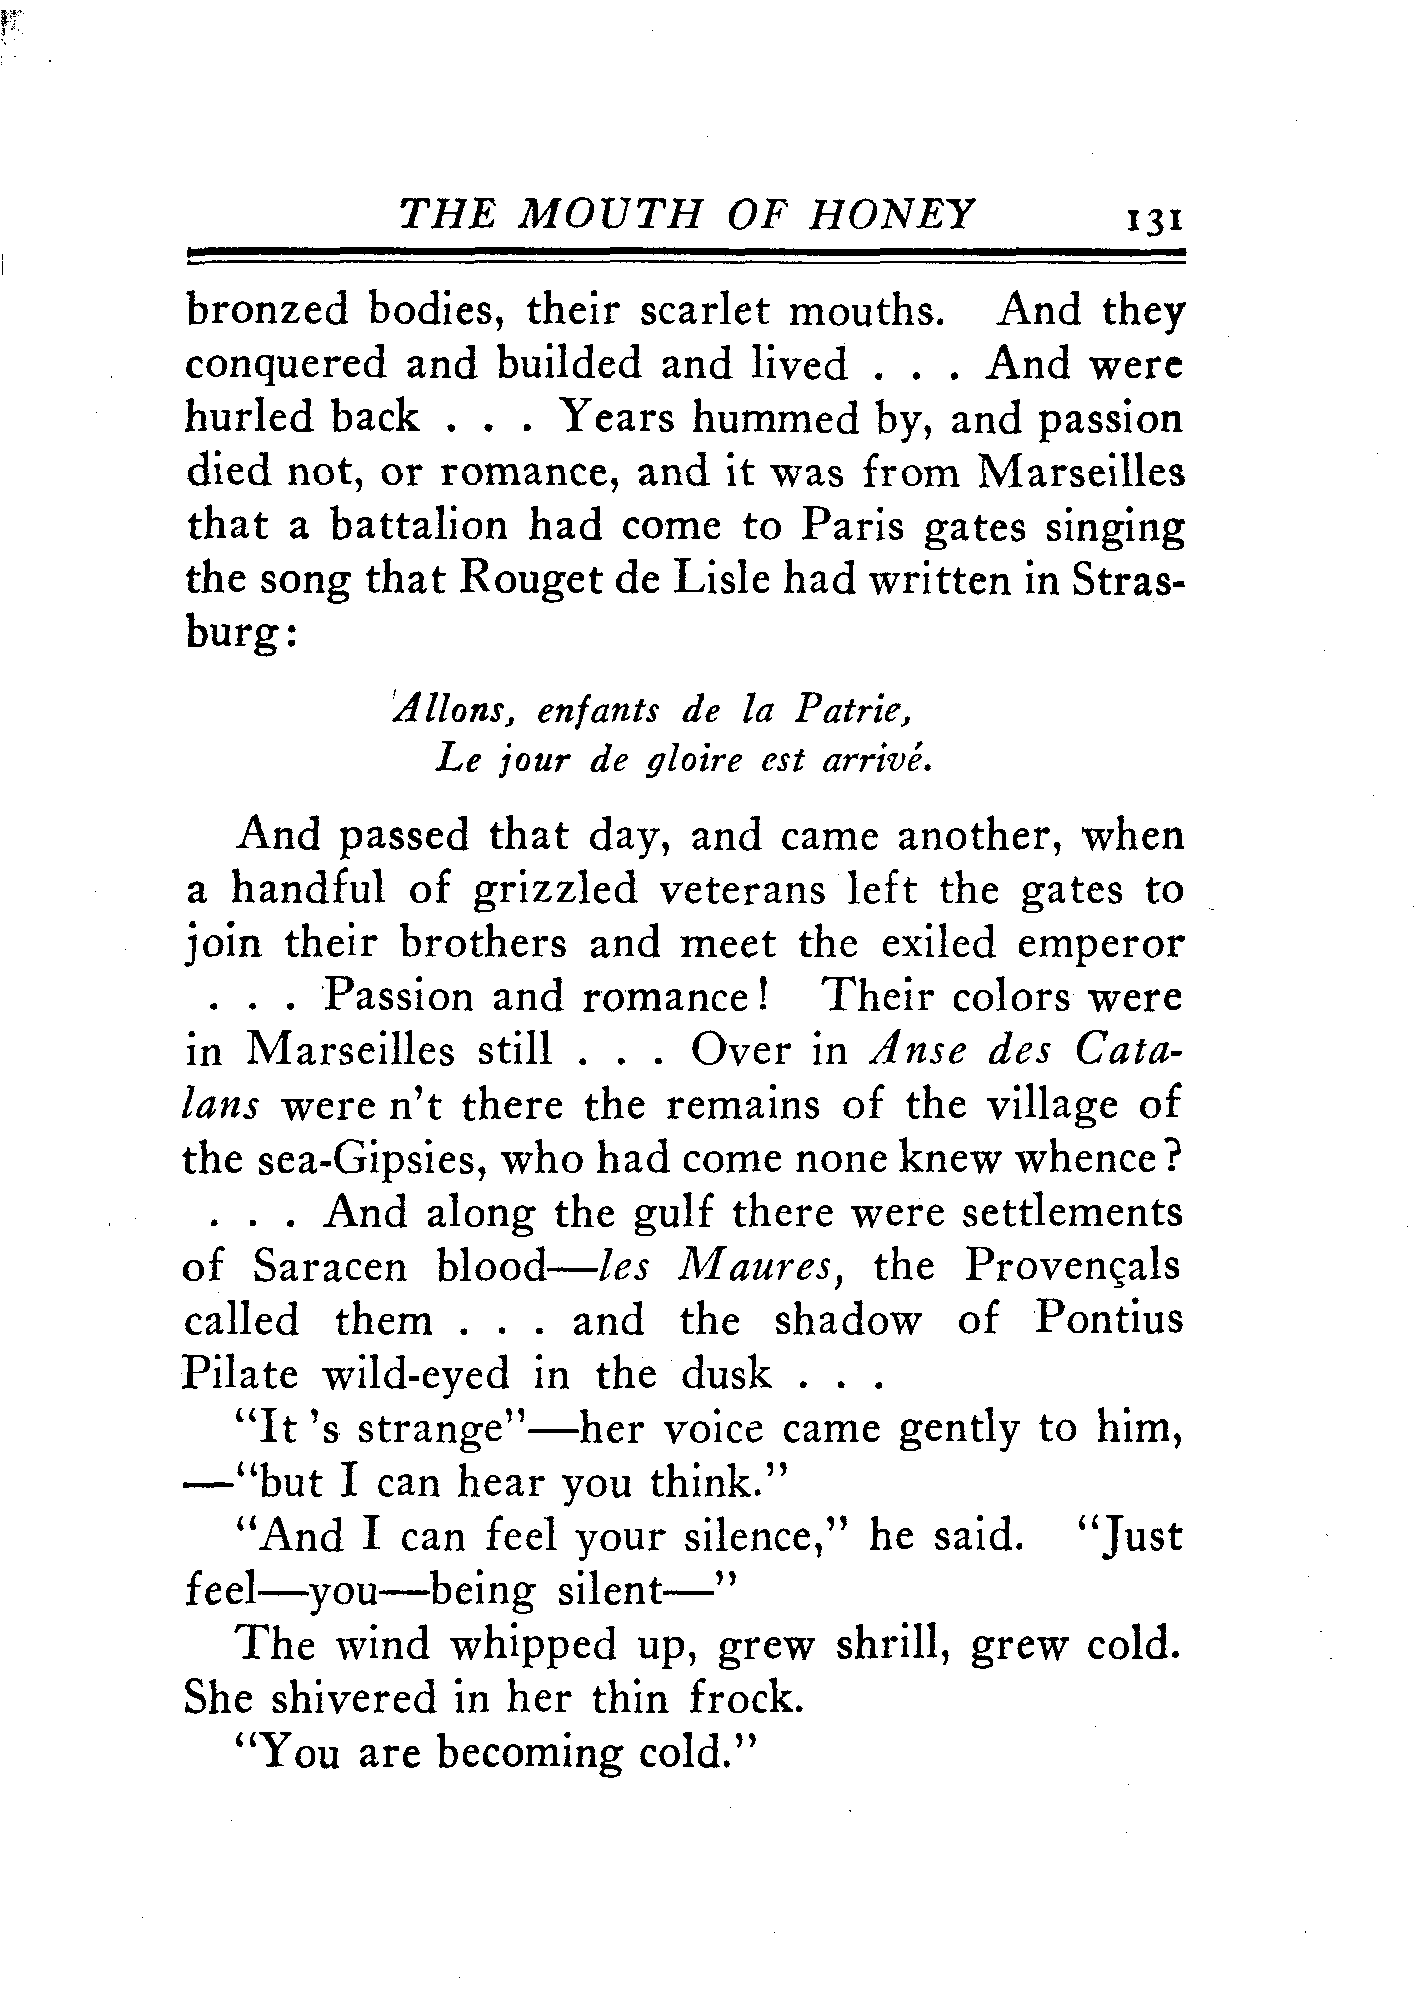 THE MOUTH OF HONEY 131
bronzed bodies, their scarlet mouths. And they
conquered and builded and lived . . . And were
hurled back . . . Years hummed by, and passion
died not, or romance, and it was from Marseilles
that a battalion had come to Paris gates singing
the song that Rouget de Lisle had written in Stras-
burg:
Allons, enfants de la Patrie,
Le jour de gloire est arrivé.
And passed that day, and came another, when
a handful of grizzled veterans left the gates to
join their brothers and meet the exiled emperor
. . . Passion and romance! Their colors were
in Marseilles still . . . Over in Anse des Cata-
lans were n't there the remains of the village of
the sea-Gipsies, who had come none knew whence?
. . . And along the gulf there were settlements
of Saracen blood—les Maures, the Provençals
called them . . . and the shadow of Pontius
Pilate wild-eyed in the dusk . . .
"It 's strange"—her voice came gently to him,
—"but I can hear you think."
"And I can feel your silence," he said. "Just
feel—you—being silent—"
The wind whipped up, grew shrill, grew cold.
She shivered in her thin frock.
"You are becoming cold."